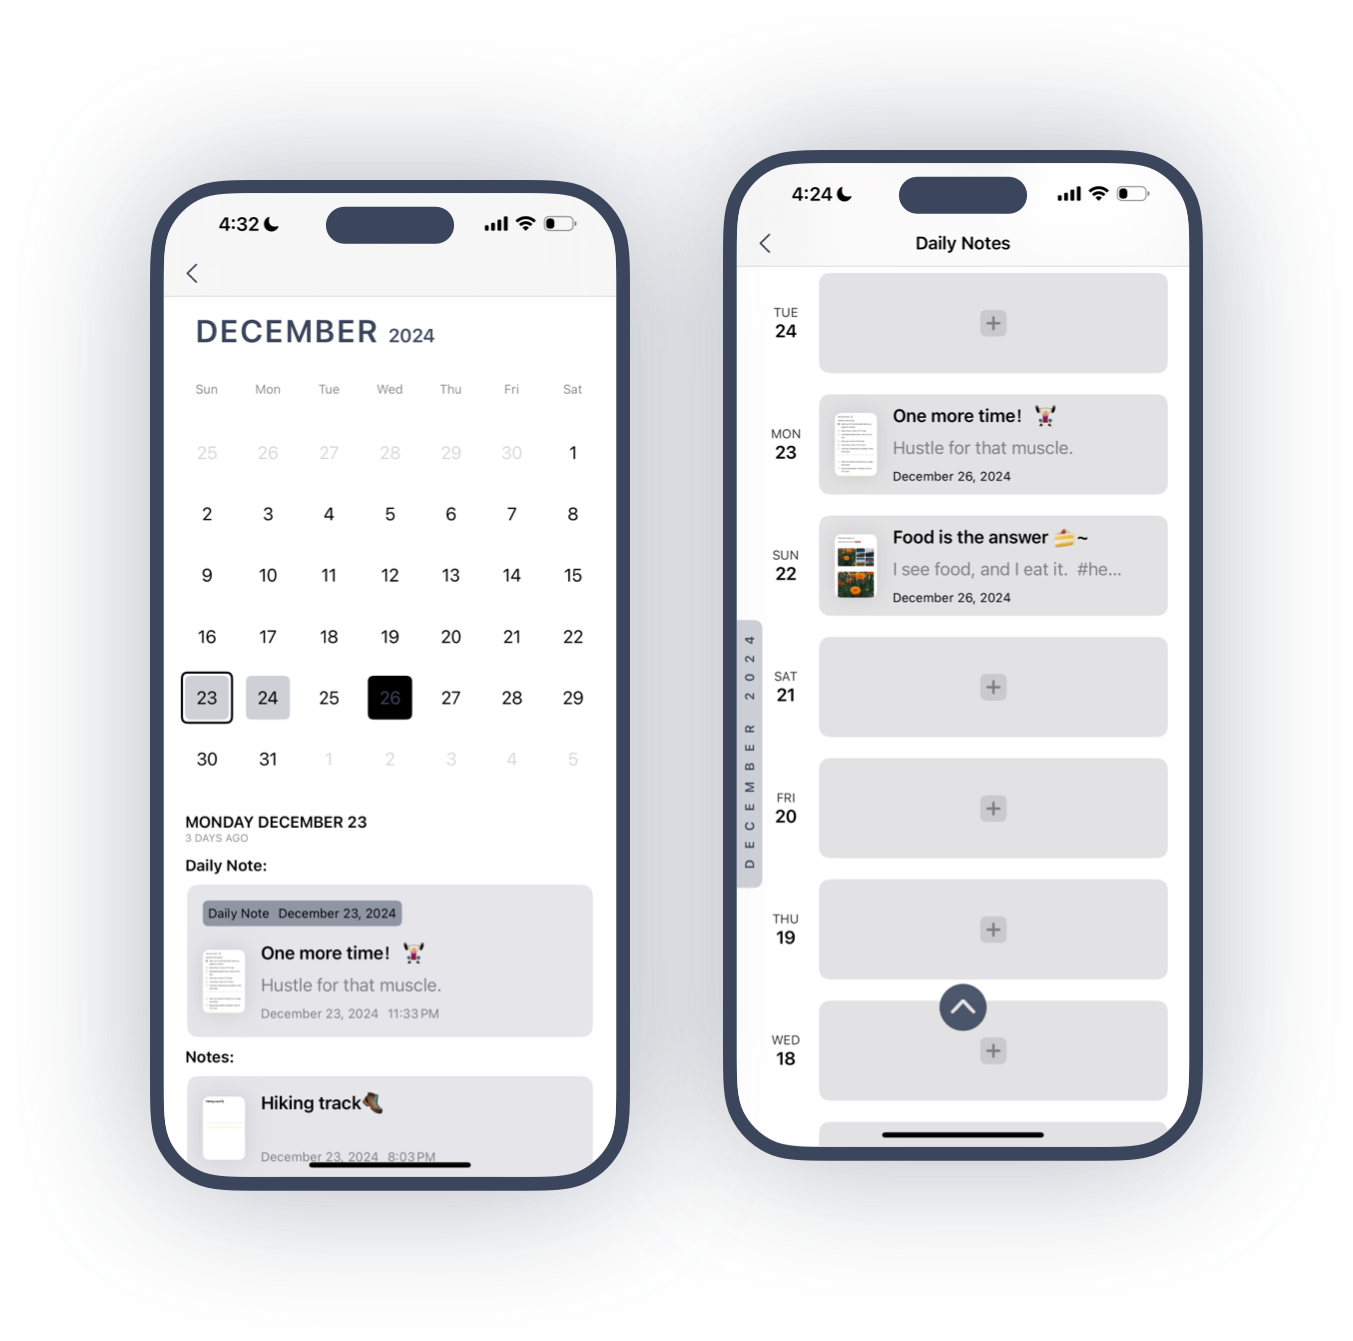 4:32
DECEMBER 2024
Sun Mon Tue Wed Thu Fri Sat
25 26 27 28 29 30 1
2 3 4 5 6 7 8
9 10 11 12 13 14 15
16 17 18 19 20 21 22
23 24 25 26 27 28 29
30 31 1 2 3 4 5
MONDAY DECEMBER 23
3 DAYS AGO
Daily Note:
Daily Note December 23, 2024
One more time! 🏋️
Hustle for that muscle.
December 23, 2024 11:33 PM
Notes:
Hiking track🥾
December 23, 2024 8:03 PM
4:24
Daily Notes
DECEMBER 2024
TUE
24
MON
23
One more time! 🏋️
Hustle for that muscle.
December 26, 2024
SUN
22
Food is the answer 🍰~
I see food, and I eat it. #he...
December 26, 2024
SAT
21
FRI
20
THU
19
WED
18